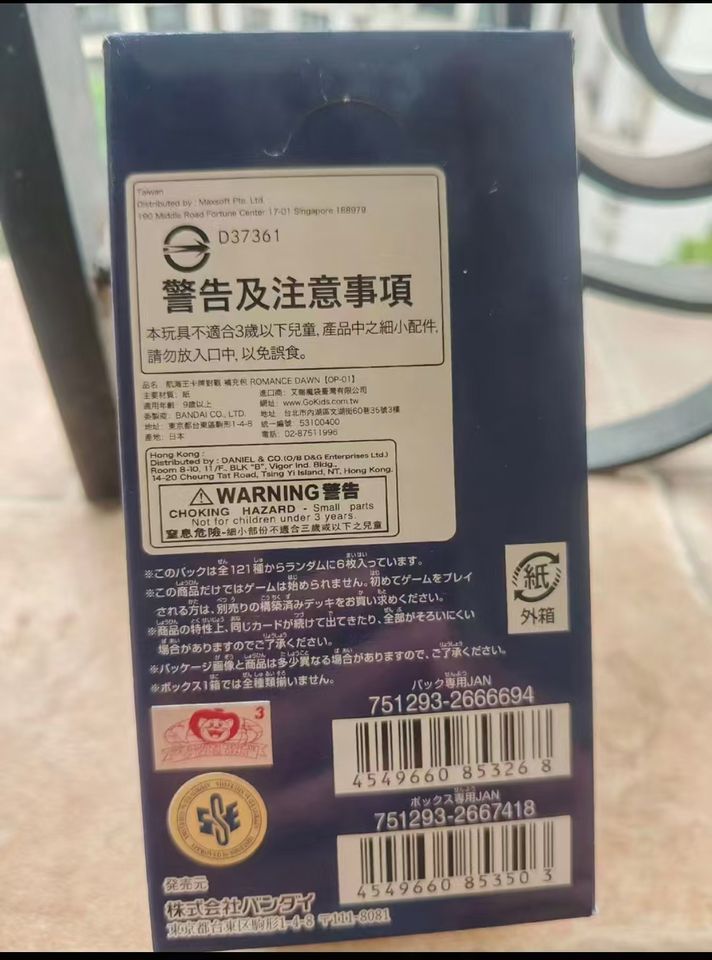 Taiwan
Distributed by : Maxsoft Pte. Ltd.
190 Middle Road Fortune Center 17-01 Singapore 188979
D37361
警告及注意事項
本玩具不適合3歲以下兒童, 產品中之細小配件,
請勿放入口中, 以免誤食。
品名: 航海王卡牌對戰 補充包 ROMANCE DAWN【OP-01】
主要材質: 紙 進口商: 艾剛魔袋臺灣有限公司
適用年齡: 9歲以上 網址: www.GoKids.com.tw
委製商: BANDAI CO., LTD. 地址: 台北市內湖區文湖街60巷35號3樓
地址: 東京都台東區駒形1-4-8 統一編號: 53100400
產地: 日本 電話: 02-87511996
Hong Kong :
Distributed by : DANIEL & CO.(O/B D&G Enterprises Ltd.)
Room 8-10, 11/F., BLK "B", Vigor Ind. Bldg.,
14-20 Cheung Tat Road, Tsing Yi Island, NT, Hong Kong.
WARNING 警告
CHOKING HAZARD - Small parts
Not for children under 3 years.
窒息危險-細小部份不適合三歲或以下之兒童
※このパックは全121種からランダムに6枚入っています。
※この商品だけではゲームは始められません。初めてゲームをプレイ
される方は、別売りの構築済みデッキをお買い求めください。
※商品の特性上、同じカードが続けて出てきたり、全部がそろいにくい
場合がありますのでご了承ください。
※パッケージ画像と商品は多少異なる場合がありますので、ご了承ください。
※ボックス1箱では全種類揃いません。
紙
外箱
パック専用JAN
751293-2666694
4549660 85326 8
ボックス専用JAN
751293-2667418
4549660 85350 3
3
ESE
発売元
株式会社バンダイ
東京都台東区駒形1-4-8 〒111-8081